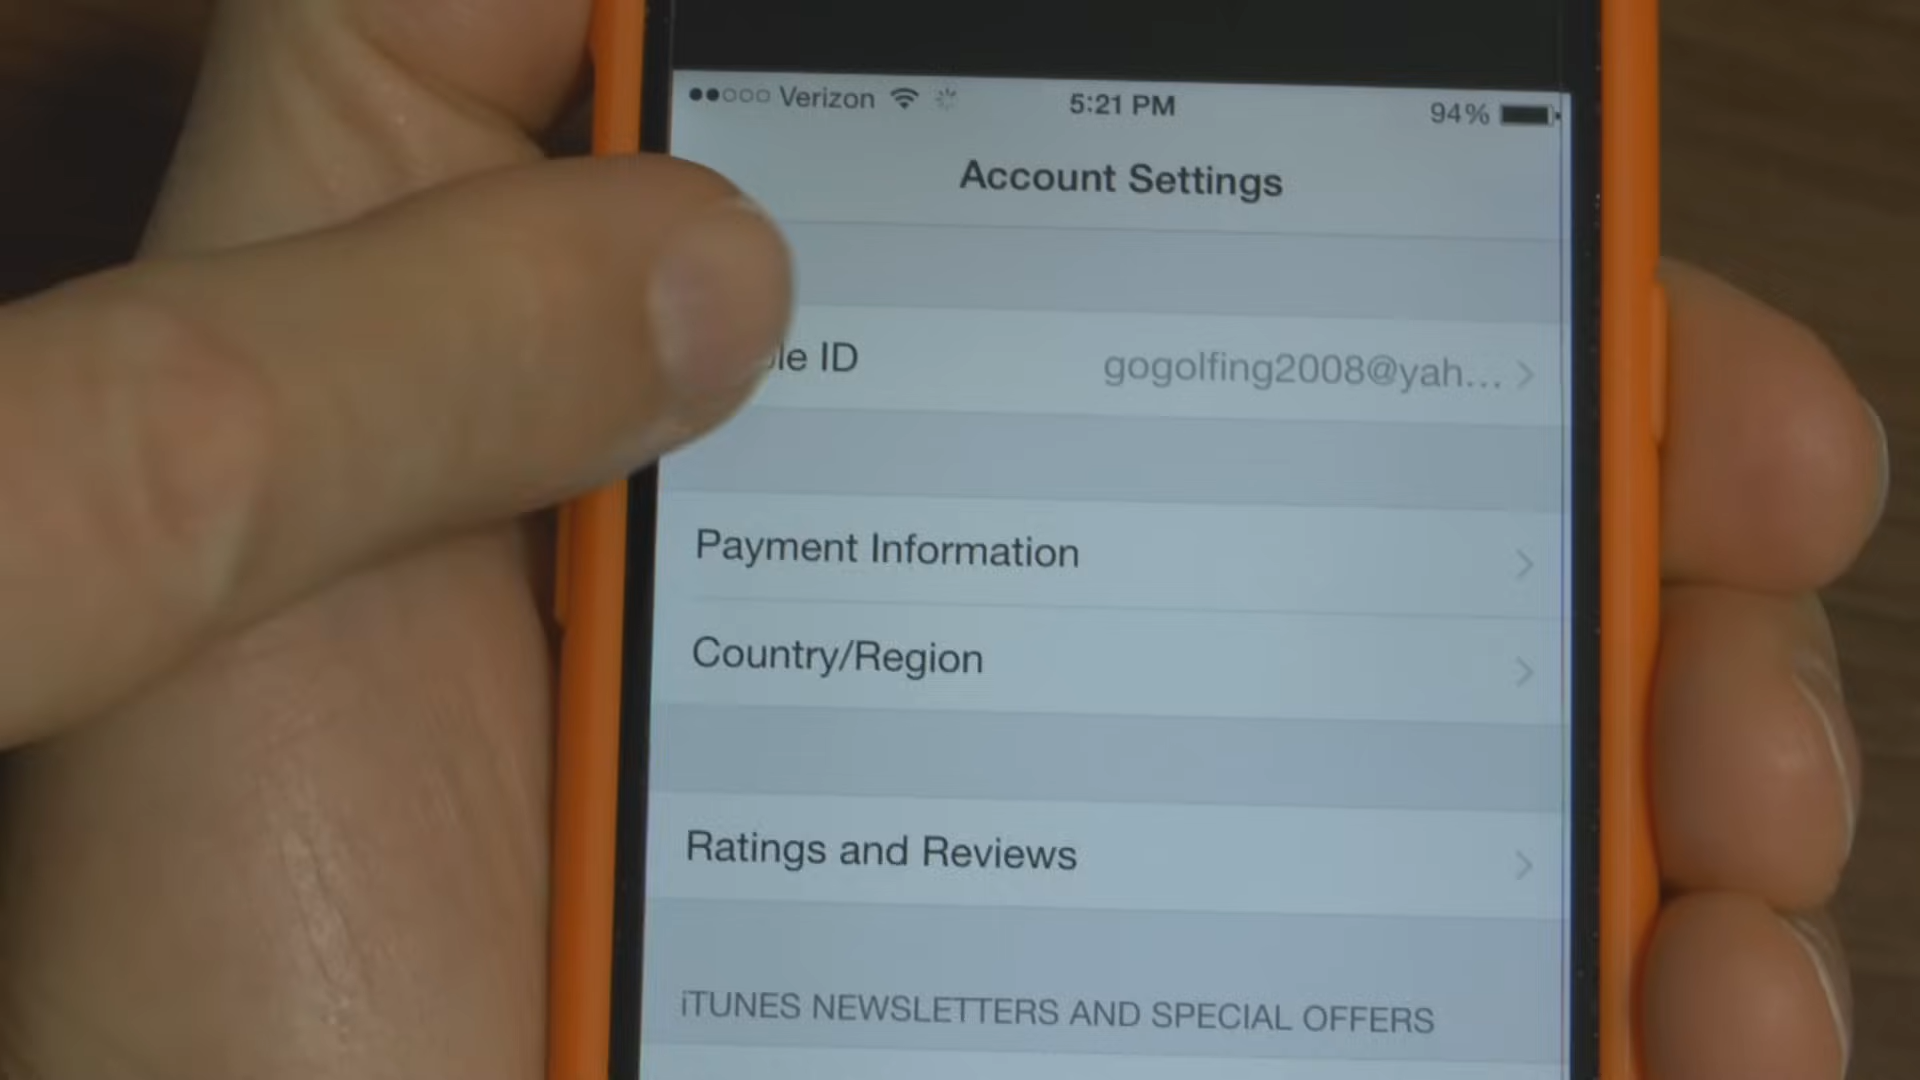 Verizon 5:21 PM 94%
Account Settings
le ID gogolfing2008@yah...
Payment Information
Country/Region
Ratings and Reviews
iTUNES NEWSLETTERS AND SPECIAL OFFERS